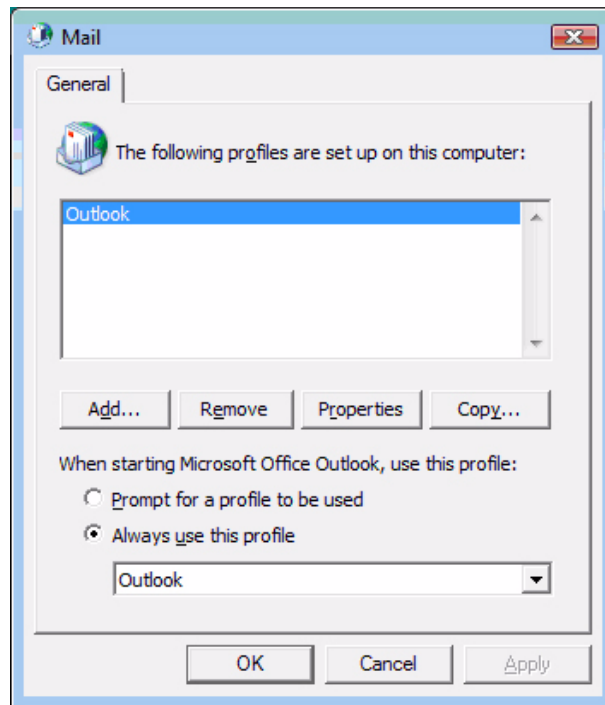 Mail
General
The following profiles are set up on this computer:
Outlook
Add... Remove Properties Copy...
When starting Microsoft Office Outlook, use this profile:
Prompt for a profile to be used
Always use this profile
Outlook
OK Cancel Apply